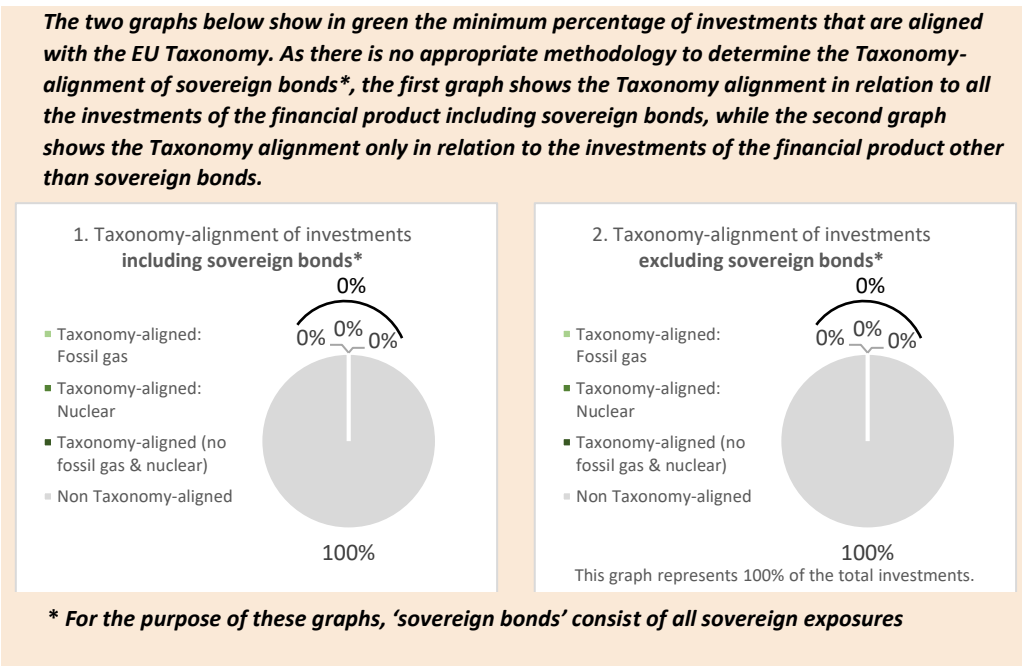 The two graphs below show in green the minimum percentage of investments that are aligned
with the EU Taxonomy. As there is no appropriate methodology to determine the Taxonomy-
alignment of sovereign bonds*, the first graph shows the Taxonomy alignment in relation to all
the investments of the financial product including sovereign bonds, while the second graph
shows the Taxonomy alignment only in relation to the investments of the financial product other
than sovereign bonds.
1. Taxonomy-alignment of investments
including sovereign bonds*
0%
0% 0% 0%
Taxonomy-aligned:
Fossil gas
Taxonomy-aligned:
Nuclear
Taxonomy-aligned (no
fossil gas & nuclear)
Non Taxonomy-aligned
100%
2. Taxonomy-alignment of investments
excluding sovereign bonds*
0%
0% 0% 0%
Taxonomy-aligned:
Fossil gas
Taxonomy-aligned:
Nuclear
Taxonomy-aligned (no
fossil gas & nuclear)
Non Taxonomy-aligned
100%
This graph represents 100% of the total investments.
* For the purpose of these graphs, ‘sovereign bonds’ consist of all sovereign exposures